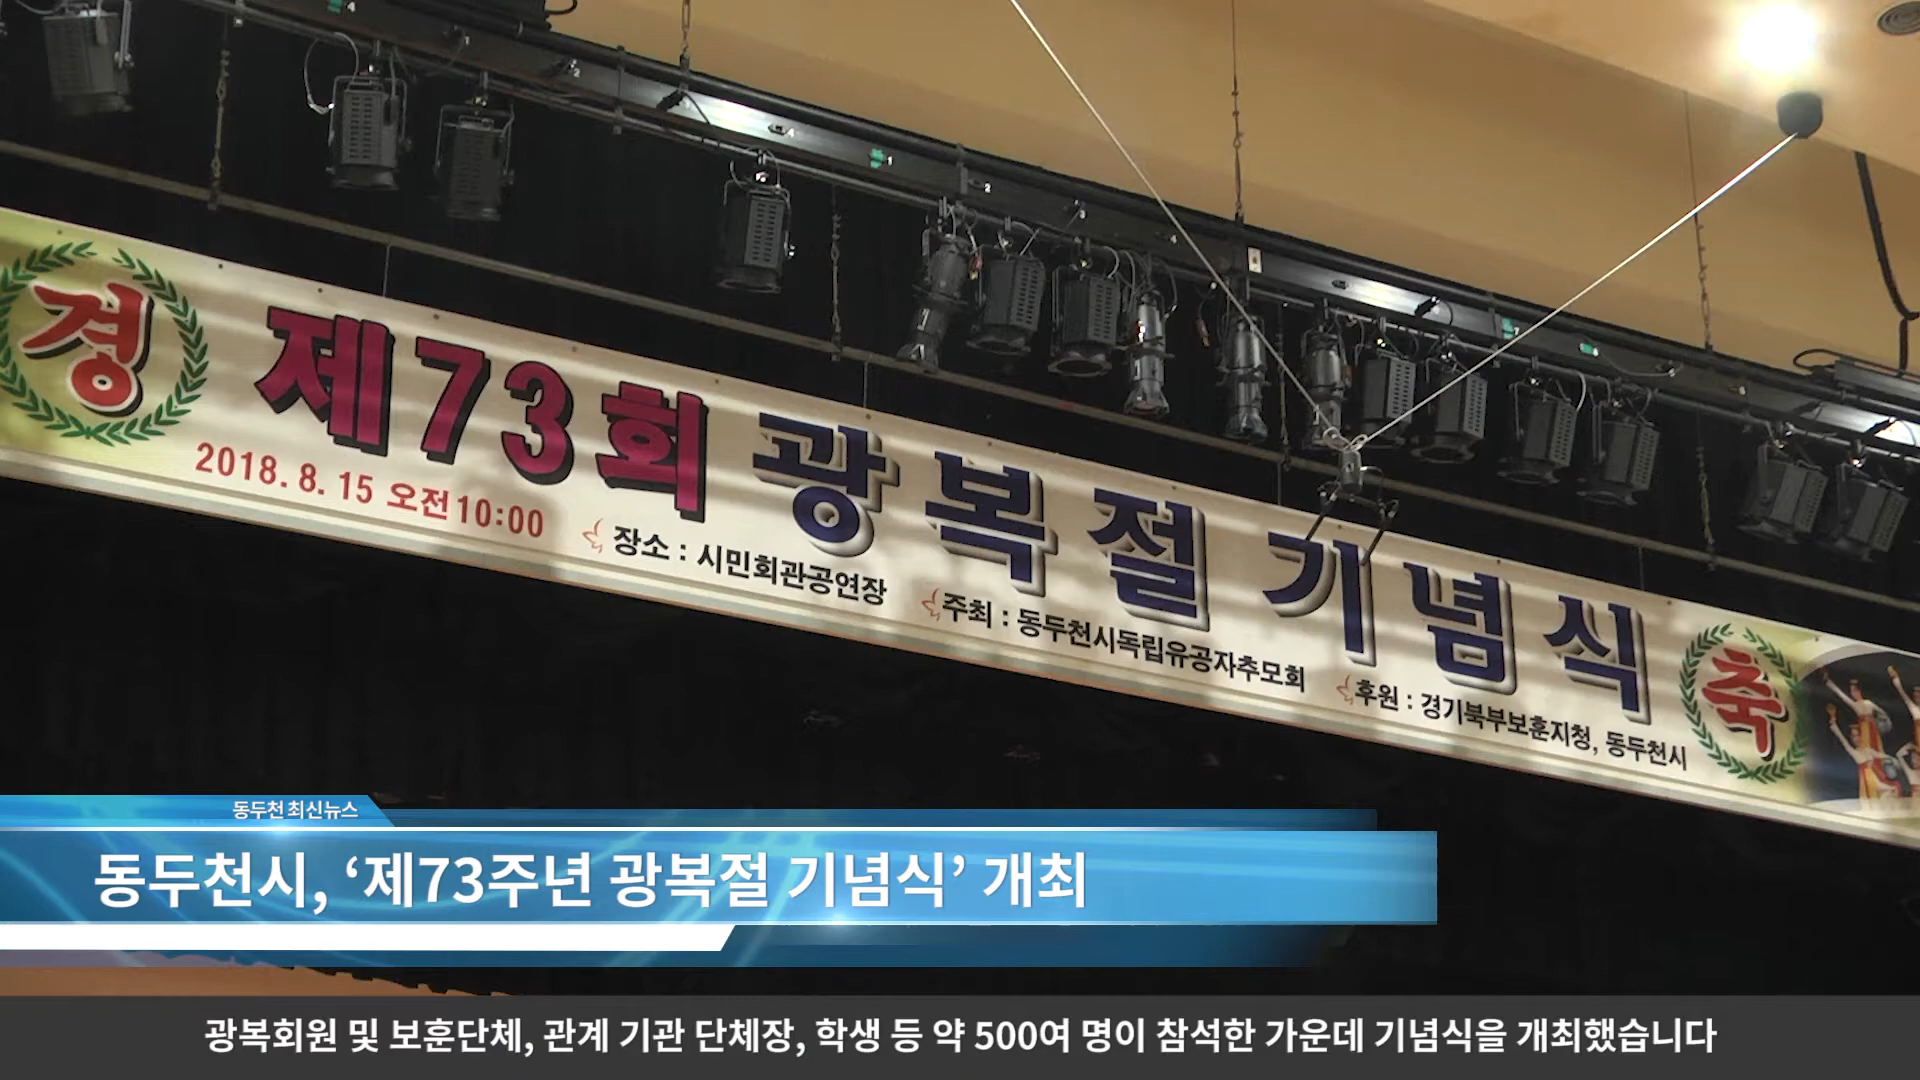 경
제73회 광복절 기념식
축
2018. 8. 15 오전 10:00
장소 : 시민회관공연장
주최 : 동두천시독립유공자추모회
후원 : 경기북부보훈지청, 동두천시
동두천 최신뉴스
동두천시, ‘제73주년 광복절 기념식’ 개최
광복회원 및 보훈단체, 관계 기관 단체장, 학생 등 약 500여 명이 참석한 가운데 기념식을 개최했습니다